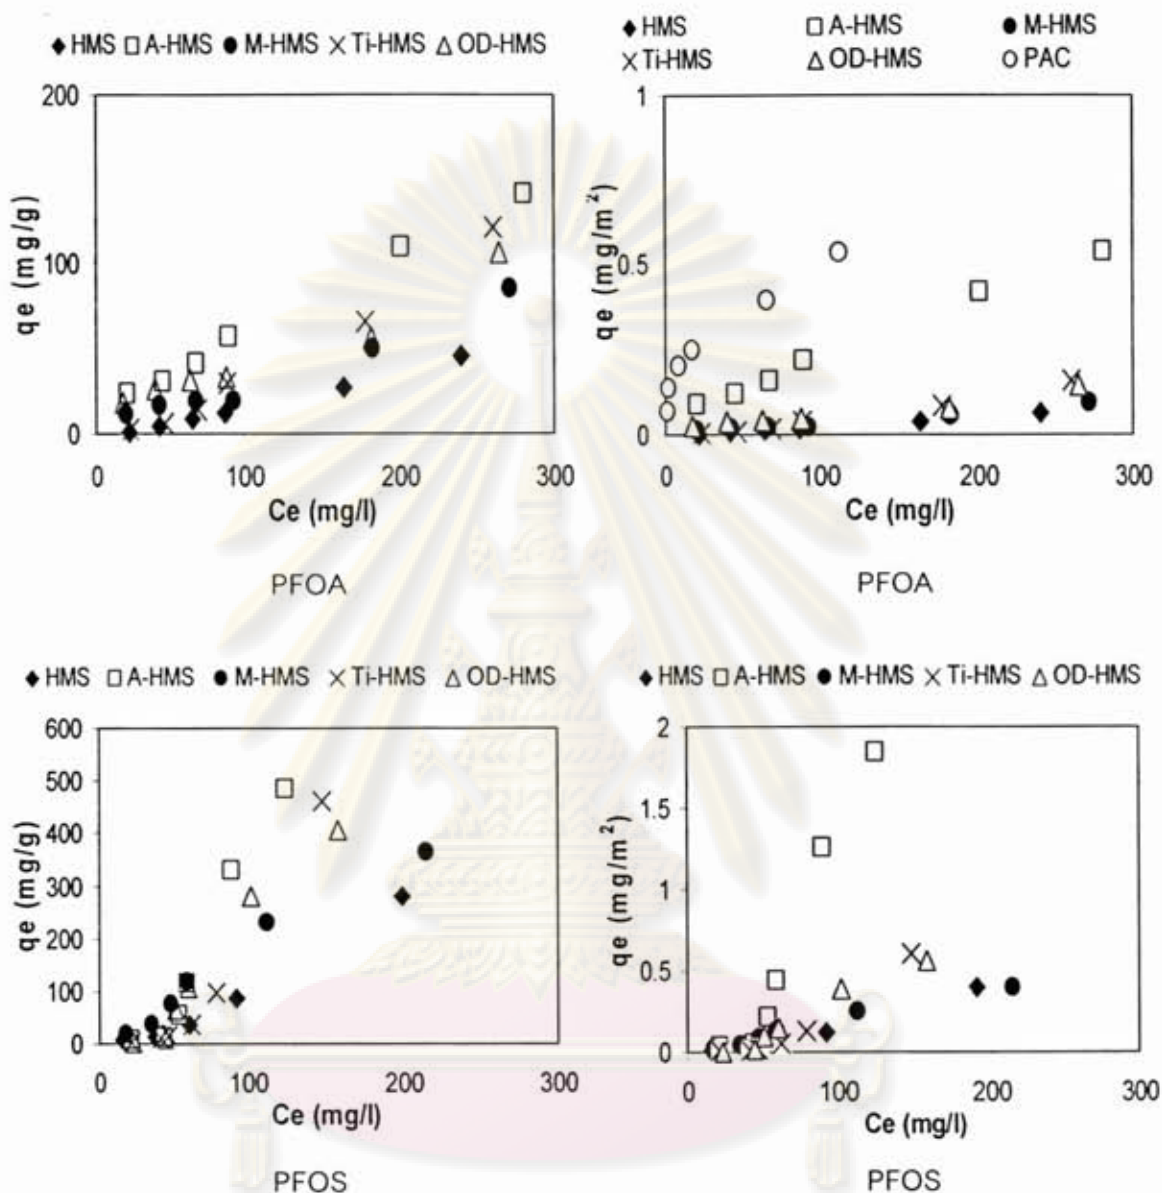 ◆ HMS □ A-HMS ● M-HMS × Ti-HMS △ OD-HMS
200
100
0
qe (mg/g)
0 100 200 300
Ce (mg/l)
PFOA
◆ HMS □ A-HMS ● M-HMS
× Ti-HMS △ OD-HMS ○ PAC
1
0.5
0
qe (mg/m²)
0 100 200 300
Ce (mg/l)
PFOA
◆ HMS □ A-HMS ● M-HMS × Ti-HMS △ OD-HMS
600
500
400
300
200
100
0
qe (mg/g)
0 100 200 300
Ce (mg/l)
PFOS
◆ HMS □ A-HMS ● M-HMS × Ti-HMS △ OD-HMS
2
1.5
1
0.5
0
qe (mg/m²)
0 100 200 300
Ce (mg/l)
PFOS